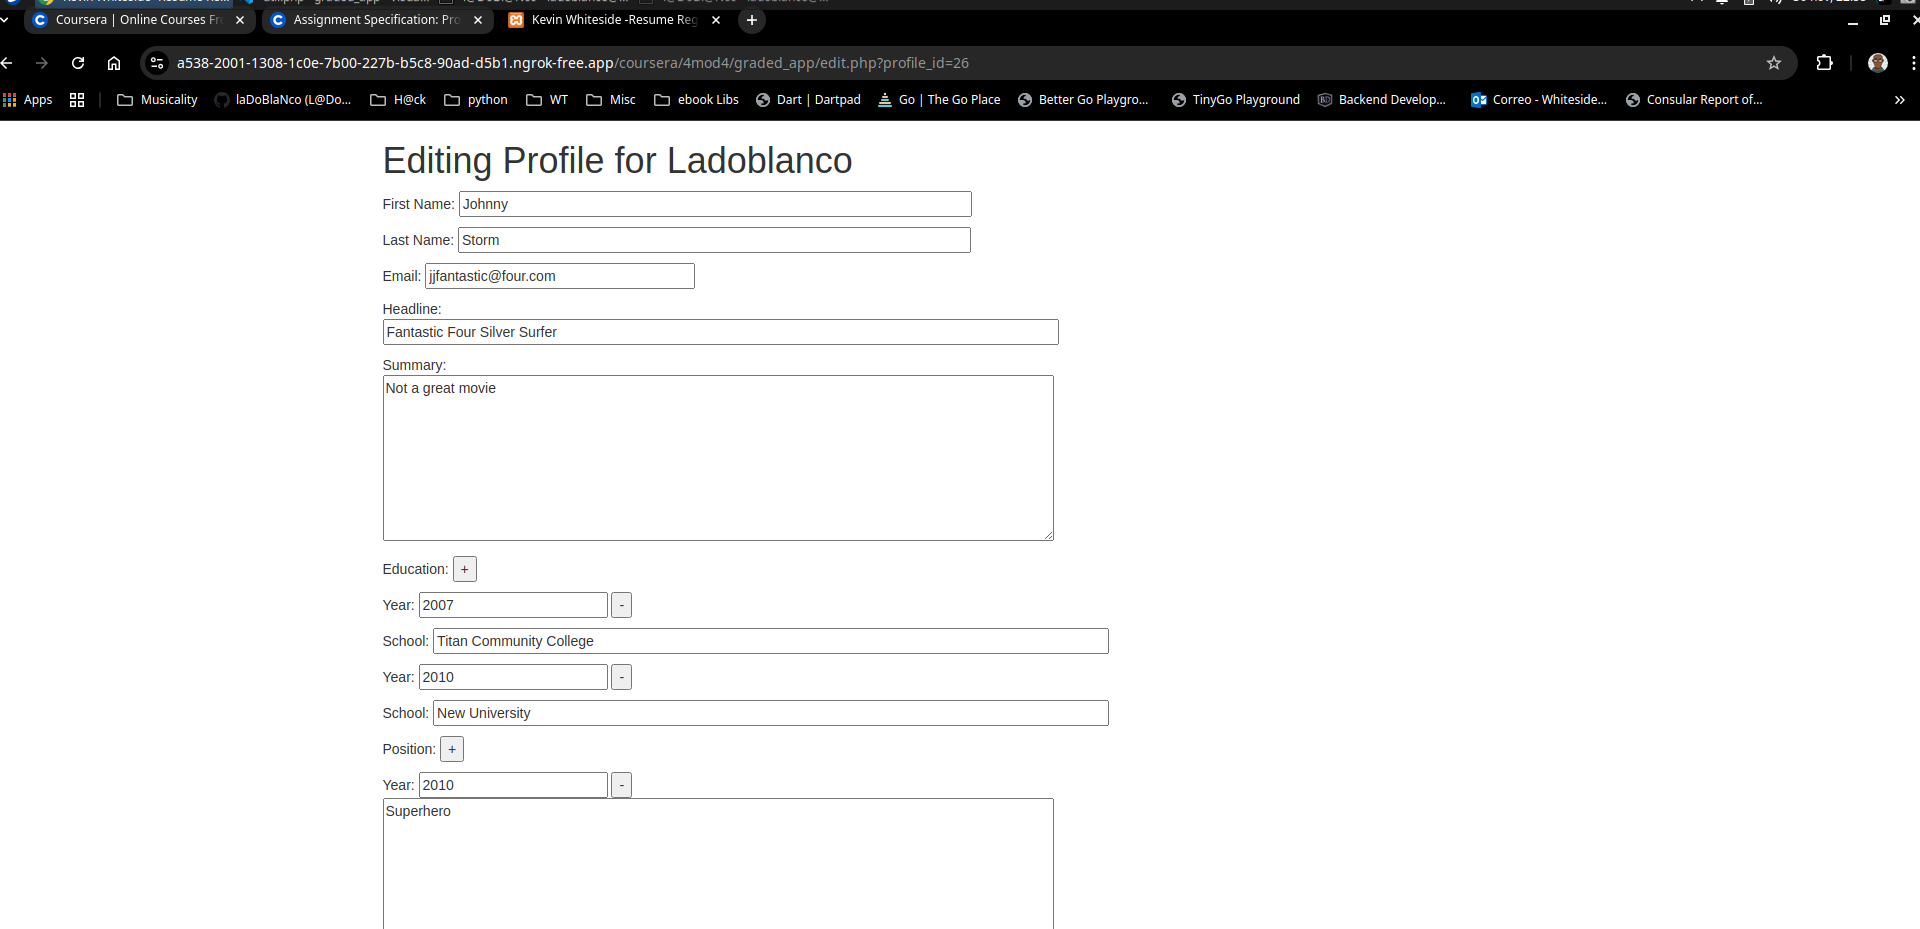 Coursera | Online Courses Fr
Assignment Specification: Pro
Kevin Whiteside -Resume Reg
a538-2001-1308-1c0e-7b00-227b-b5c8-90ad-d5b1.ngrok-free.app/coursera/4mod4/graded_app/edit.php?profile_id=26
Apps
Musicality
laDoBlaNco (L@Do...
H@ck
python
WT
Misc
ebook Libs
Dart | Dartpad
Go | The Go Place
Better Go Playgro...
TinyGo Playground
Backend Develop...
Correo - Whiteside...
Consular Report of...
Editing Profile for Ladoblanco
First Name: Johnny
Last Name: Storm
Email: jjfantastic@four.com
Headline:
Fantastic Four Silver Surfer
Summary:
Not a great movie
Education: +
Year: 2007 -
School: Titan Community College
Year: 2010 -
School: New University
Position: +
Year: 2010 -
Superhero